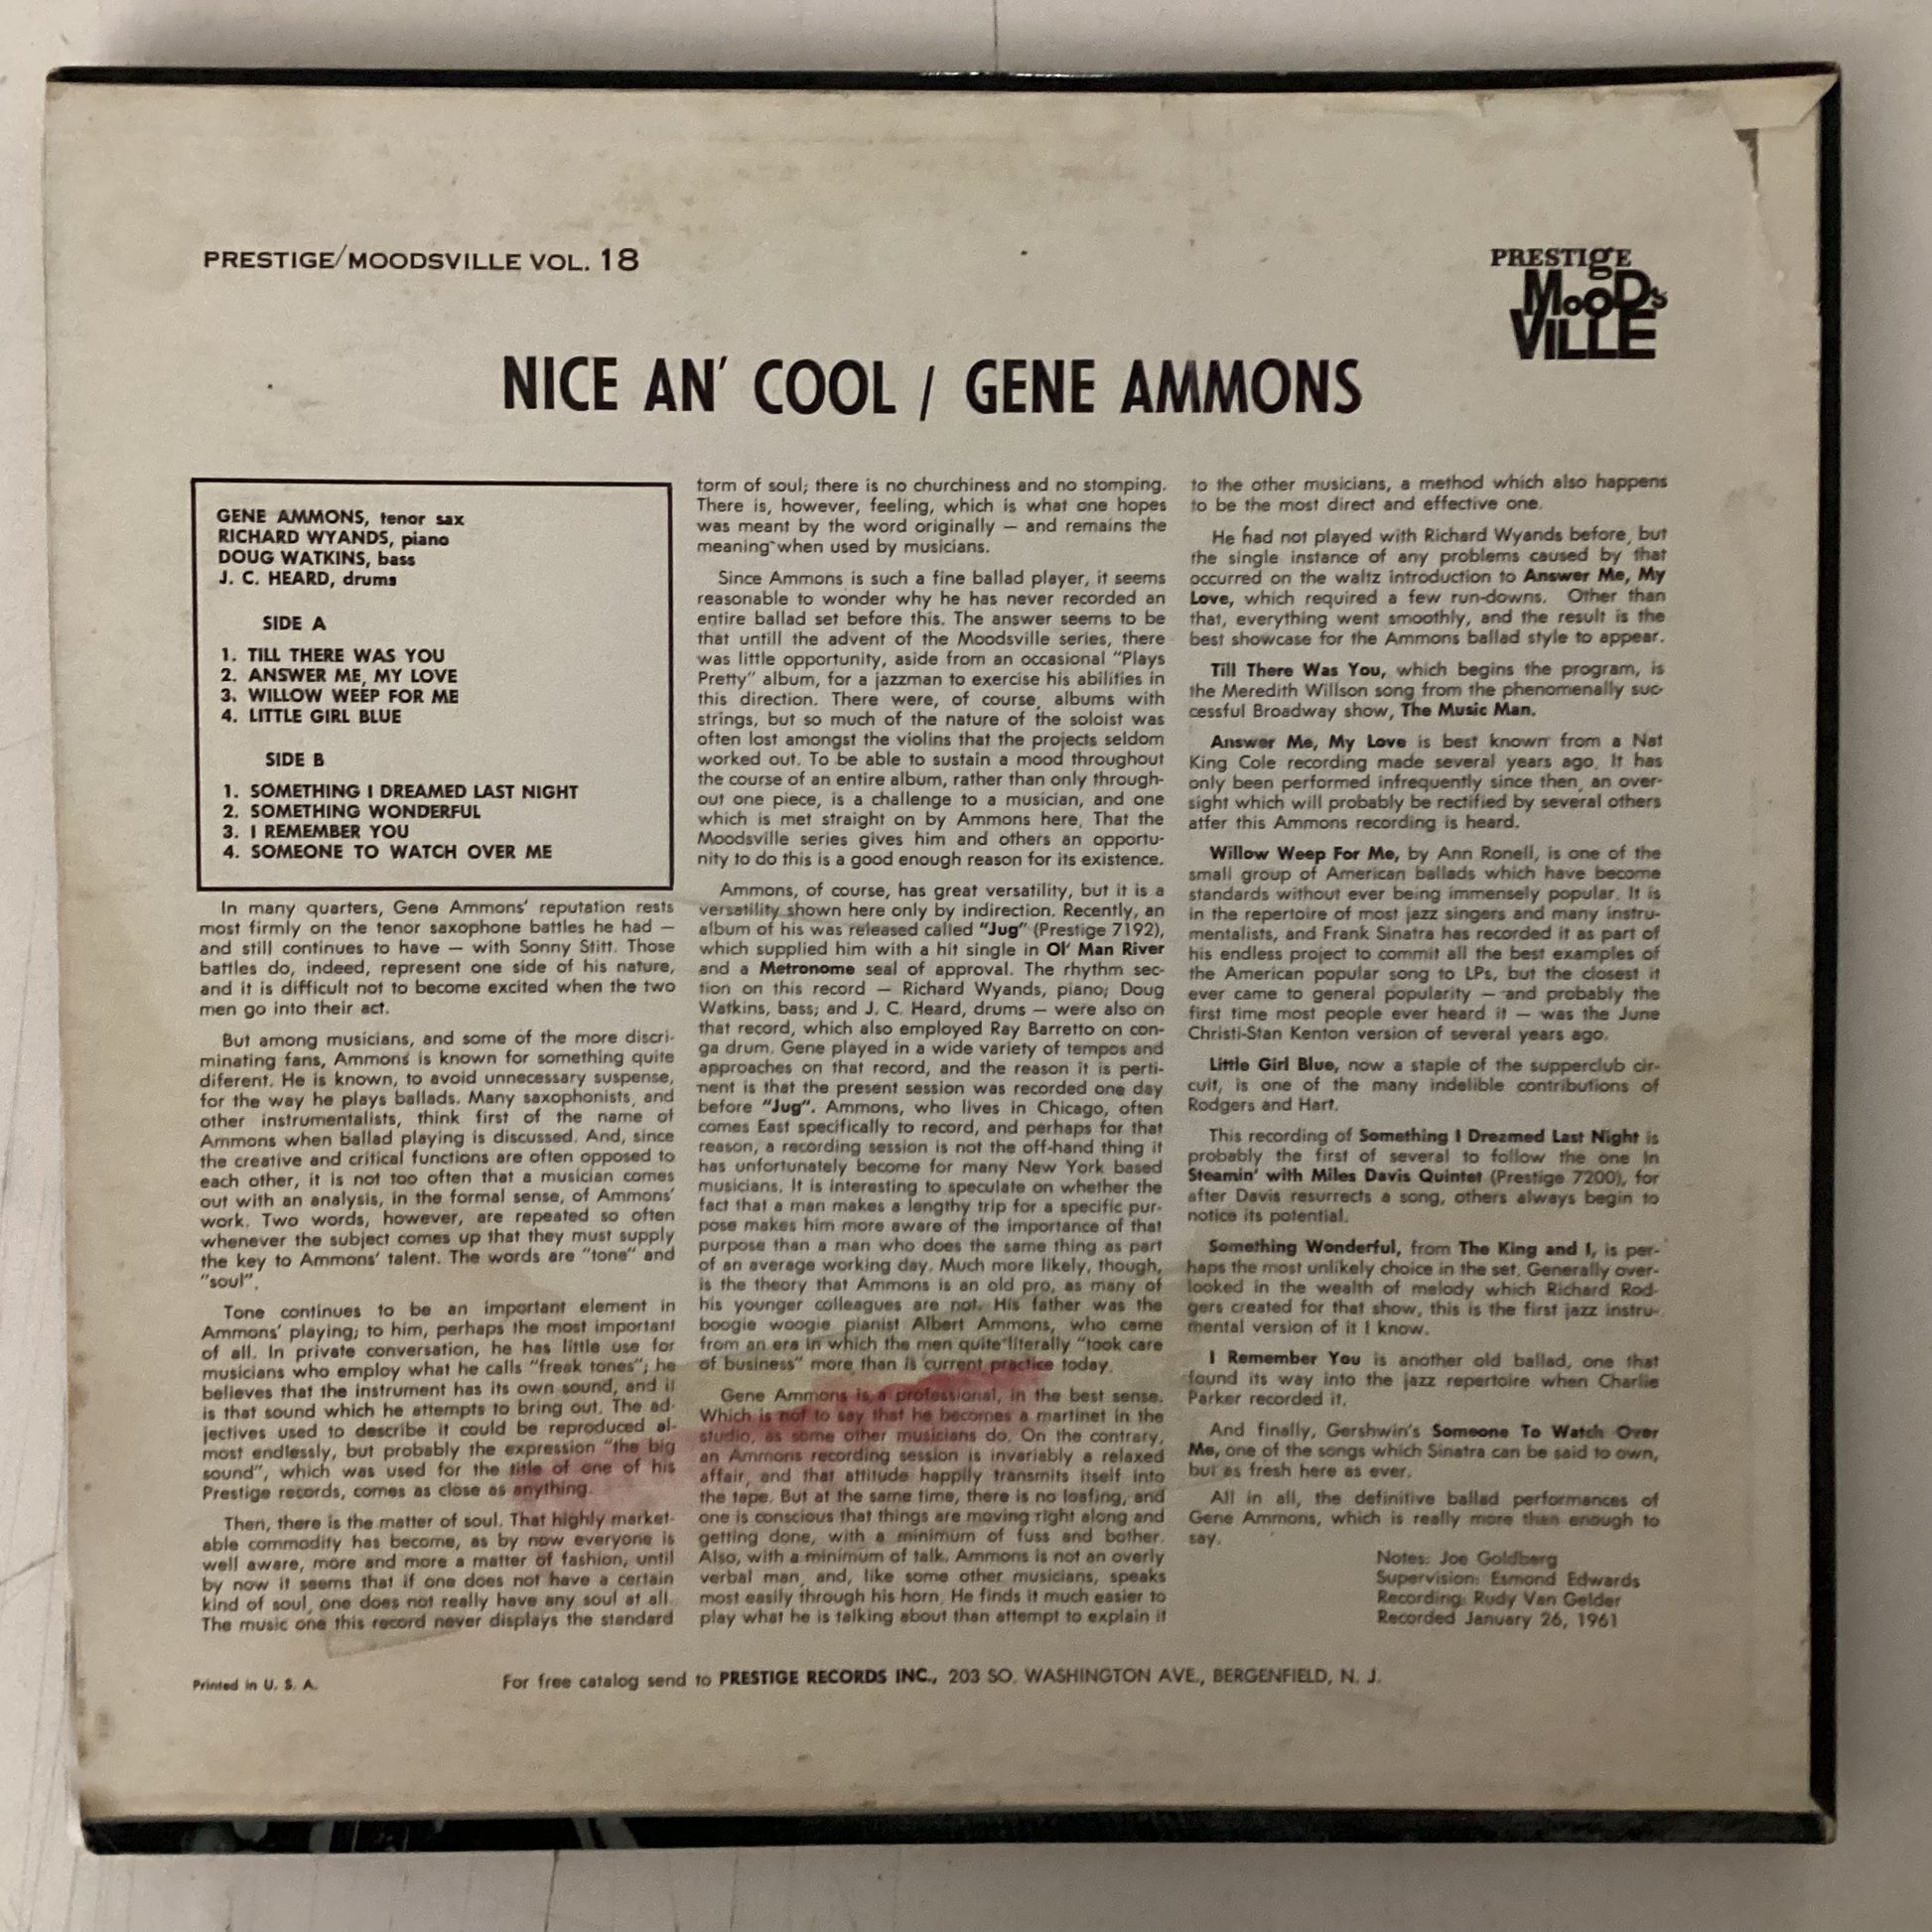 PRESTIGE/MOODSVILLE VOL. 18
PRESTIgE
MooDs
VILLE
NICE AN' COOL / GENE AMMONS
GENE AMMONS, tenor sax
RICHARD WYANDS, piano
DOUG WATKINS, bass
J. C. HEARD, drums
SIDE A
1. TILL THERE WAS YOU
2. ANSWER ME, MY LOVE
3. WILLOW WEEP FOR ME
4. LITTLE GIRL BLUE
SIDE B
1. SOMETHING I DREAMED LAST NIGHT
2. SOMETHING WONDERFUL
3. I REMEMBER YOU
4. SOMEONE TO WATCH OVER ME
In many quarters, Gene Ammons' reputation rests
most firmly on the tenor saxophone battles he had —
and still continues to have — with Sonny Stitt. Those
battles do, indeed, represent one side of his nature,
and it is difficult not to become excited when the two
men go into their act.
But among musicians, and some of the more discri-
minating fans, Ammons is known for something quite
diferent. He is known, to avoid unnecessary suspense,
for the way he plays ballads. Many saxophonists, and
other instrumentalists, think first of the name of
Ammons when ballad playing is discussed. And, since
the creative and critical functions are often opposed to
each other, it is not too often that a musician comes
out with an analysis, in the formal sense, of Ammons'
work. Two words, however, are repeated so often
whenever the subject comes up that they must supply
the key to Ammons' talent. The words are "tone" and
"soul".
Tone continues to be an important element in
Ammons' playing; to him, perhaps the most important
of all. In private conversation, he has little use for
musicians who employ what he calls "freak tones"; he
believes that the instrument has its own sound, and it
is that sound which he attempts to bring out. The ad-
jectives used to describe it could be reproduced al-
most endlessly, but probably the expression "the big
sound", which was used for the title of one of his
Prestige records, comes as close as anything.
Then, there is the matter of soul. That highly market-
able commodity has become, as by now everyone is
well aware, more and more a matter of fashion, until
by now it seems that if one does not have a certain
kind of soul, one does not really have any soul at all.
The music one this record never displays the standard
form of soul; there is no churchiness and no stomping.
There is, however, feeling, which is what one hopes
was meant by the word originally — and remains the
meaning when used by musicians.
Since Ammons is such a fine ballad player, it seems
reasonable to wonder why he has never recorded an
entire ballad set before this. The answer seems to be
that untill the advent of the Moodsville series, there
was little opportunity, aside from an occasional "Plays
Pretty" album, for a jazzman to exercise his abilities in
this direction. There were, of course, albums with
strings, but so much of the nature of the soloist was
often lost amongst the violins that the projects seldom
worked out. To be able to sustain a mood throughout
the course of an entire album, rather than only through-
out one piece, is a challenge to a musician, and one
which is met straight on by Ammons here. That the
Moodsville series gives him and others an opportu-
nity to do this is a good enough reason for its existence.
Ammons, of course, has great versatility, but it is a
versatility shown here only by indirection. Recently, an
album of his was released called "Jug" (Prestige 7192),
which supplied him with a hit single in Ol' Man River
and a Metronome seal of approval. The rhythm sec-
tion on this record — Richard Wyands, piano; Doug
Watkins, bass; and J. C. Heard, drums — were also on
that record, which also employed Ray Barretto on con-
ga drum. Gene played in a wide variety of tempos and
approaches on that record, and the reason it is perti-
nent is that the present session was recorded one day
before "Jug". Ammons, who lives in Chicago, often
comes East specifically to record, and perhaps for that
reason, a recording session is not the off-hand thing it
has unfortunately become for many New York based
musicians. It is interesting to speculate on whether the
fact that a man makes a lengthy trip for a specific pur-
pose makes him more aware of the importance of that
purpose than a man who does the same thing as part
of an average working day. Much more likely, though,
is the theory that Ammons is an old pro, as many of
his younger colleagues are not. His father was the
boogie woogie pianist Albert Ammons, who came
from an era in which the men quite literally "took care
of business" more than is current practice today.
Gene Ammons is a professional, in the best sense.
Which is not to say that he becomes a martinet in the
studio, as some other musicians do. On the contrary,
an Ammons recording session is invariably a relaxed
affair, and that attitude happily transmits itself into
the tape. But at the same time, there is no loafing, and
one is conscious that things are moving right along and
getting done, with a minimum of fuss and bother.
Also, with a minimum of talk. Ammons is not an overly
verbal man, and, like some other musicians, speaks
most easily through his horn. He finds it much easier to
play what he is talking about than attempt to explain it
to the other musicians, a method which also happens
to be the most direct and effective one.
He had not played with Richard Wyands before, but
the single instance of any problems caused by that
occurred on the waltz introduction to Answer Me, My
Love, which required a few run-downs. Other than
that, everything went smoothly, and the result is the
best showcase for the Ammons ballad style to appear.
Till There Was You, which begins the program, is
the Meredith Willson song from the phenomenally suc-
cessful Broadway show, The Music Man.
Answer Me, My Love is best known from a Nat
King Cole recording made several years ago. It has
only been performed infrequently since then, an over-
sight which will probably be rectified by several others
atfer this Ammons recording is heard.
Willow Weep For Me, by Ann Ronell, is one of the
small group of American ballads which have become
standards without ever being immensely popular. It is
in the repertoire of most jazz singers and many instru-
mentalists, and Frank Sinatra has recorded it as part of
his endless project to commit all the best examples of
the American popular song to LPs, but the closest it
ever came to general popularity — and probably the
first time most people ever heard it — was the June
Christi-Stan Kenton version of several years ago.
Little Girl Blue, now a staple of the supperclub cir-
cuit, is one of the many indelible contributions of
Rodgers and Hart.
This recording of Something I Dreamed Last Night is
probably the first of several to follow the one in
Steamin' with Miles Davis Quintet (Prestige 7200), for
after Davis resurrects a song, others always begin to
notice its potential.
Something Wonderful, from The King and I, is per-
haps the most unlikely choice in the set. Generally over-
looked in the wealth of melody which Richard Rod-
gers created for that show, this is the first jazz instru-
mental version of it I know.
I Remember You is another old ballad, one that
found its way into the jazz repertoire when Charlie
Parker recorded it.
And finally, Gershwin's Someone To Watch Over
Me, one of the songs which Sinatra can be said to own,
but as fresh here as ever.
All in all, the definitive ballad performances of
Gene Ammons, which is really more than enough to
say.
Notes: Joe Goldberg
Supervision: Esmond Edwards
Recording: Rudy Van Gelder
Recorded January 26, 1961
Printed in U. S. A.
For free catalog send to PRESTIGE RECORDS INC., 203 SO. WASHINGTON AVE., BERGENFIELD, N. J.